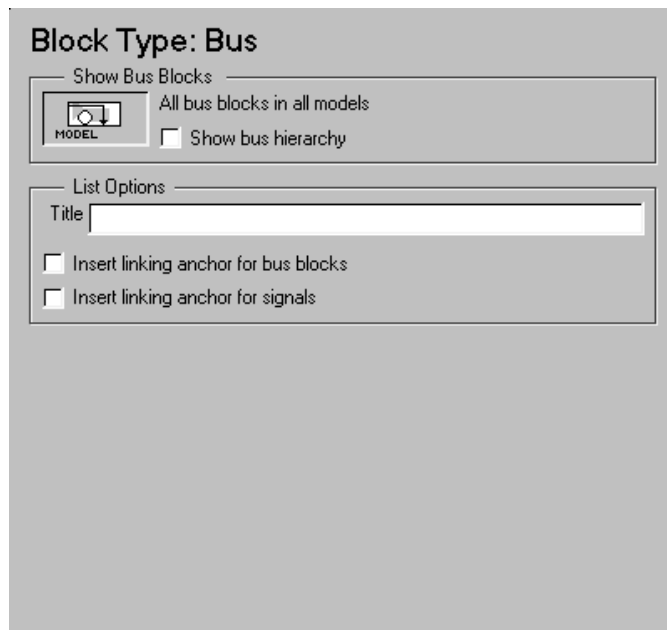 Block Type: Bus
Show Bus Blocks
All bus blocks in all models
MODEL
Show bus hierarchy
List Options
Title
Insert linking anchor for bus blocks
Insert linking anchor for signals